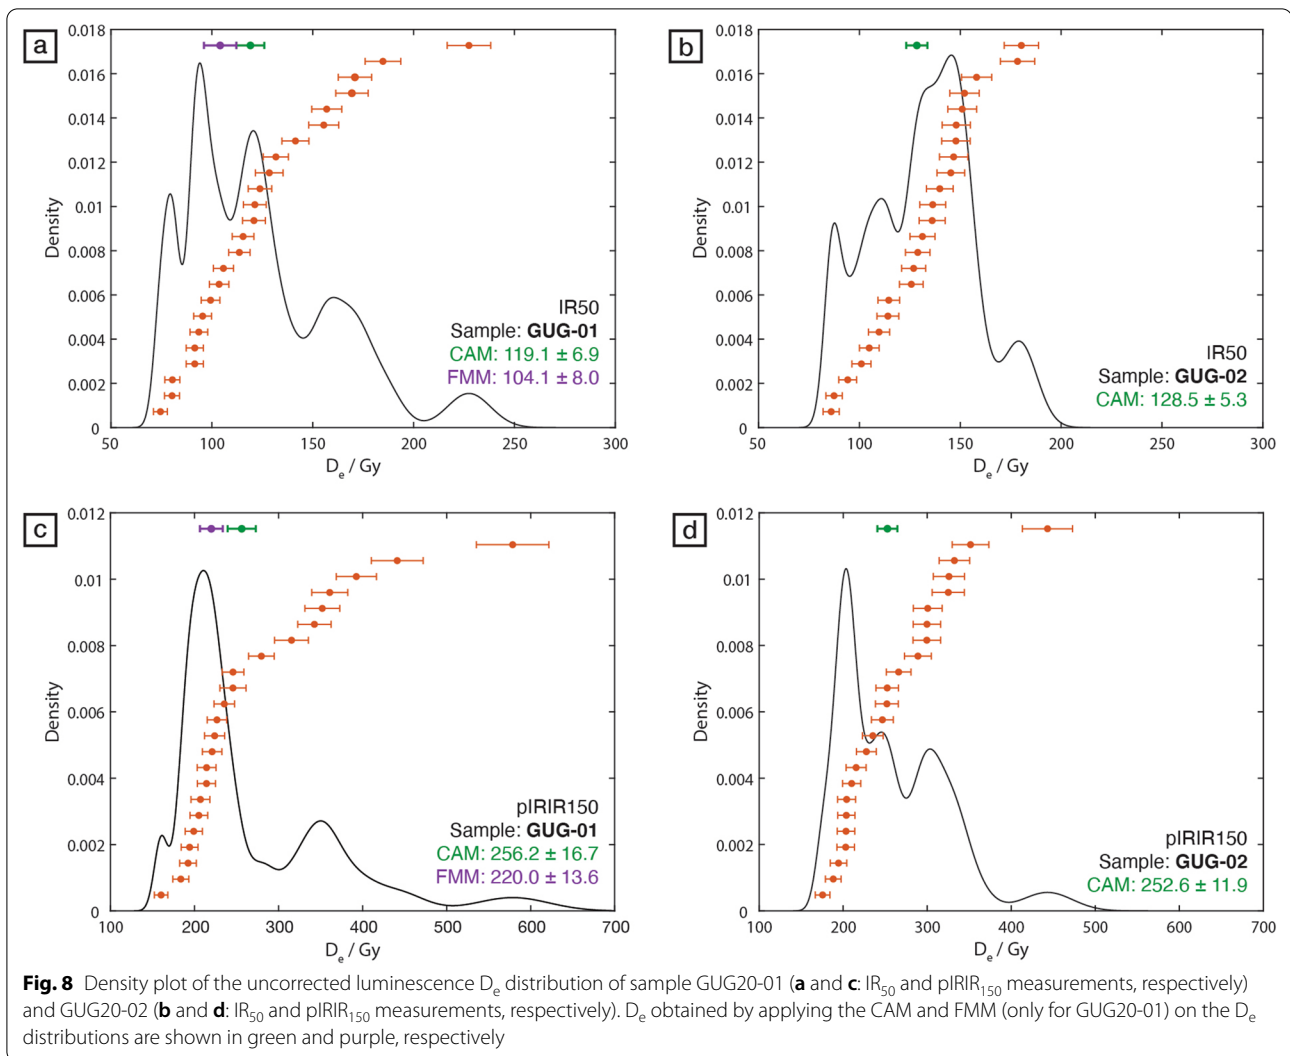 a
0.018
0.016
0.014
0.012
0.01
0.008
0.006
0.004
0.002
0
Density
50
100
150
200
250
300
De / Gy
IR50
Sample: GUG-01
CAM: 119.1 ± 6.9
FMM: 104.1 ± 8.0
b
0.018
0.016
0.014
0.012
0.01
0.008
0.006
0.004
0.002
0
Density
50
100
150
200
250
300
De / Gy
IR50
Sample: GUG-02
CAM: 128.5 ± 5.3
c
0.012
0.01
0.008
0.006
0.004
0.002
0
Density
100
200
300
400
500
600
700
De / Gy
pIRIR150
Sample: GUG-01
CAM: 256.2 ± 16.7
FMM: 220.0 ± 13.6
d
0.012
0.01
0.008
0.006
0.004
0.002
0
Density
100
200
300
400
500
600
700
De / Gy
pIRIR150
Sample: GUG-02
CAM: 252.6 ± 11.9
Fig. 8 Density plot of the uncorrected luminescence De distribution of sample GUG20-01 (a and c: IR50 and pIRIR150 measurements, respectively)
and GUG20-02 (b and d: IR50 and pIRIR150 measurements, respectively). De obtained by applying the CAM and FMM (only for GUG20-01) on the De
distributions are shown in green and purple, respectively